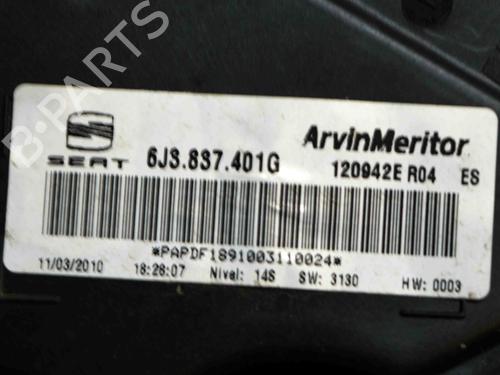 B-PARTS
ArvinMeritor
SEAT 6J3.837.401G 120942E R04 ES
*PAPDF1891003110024*
11/03/2010 18:28:07 Nivel: 14S SW: 3130 HW: 0003